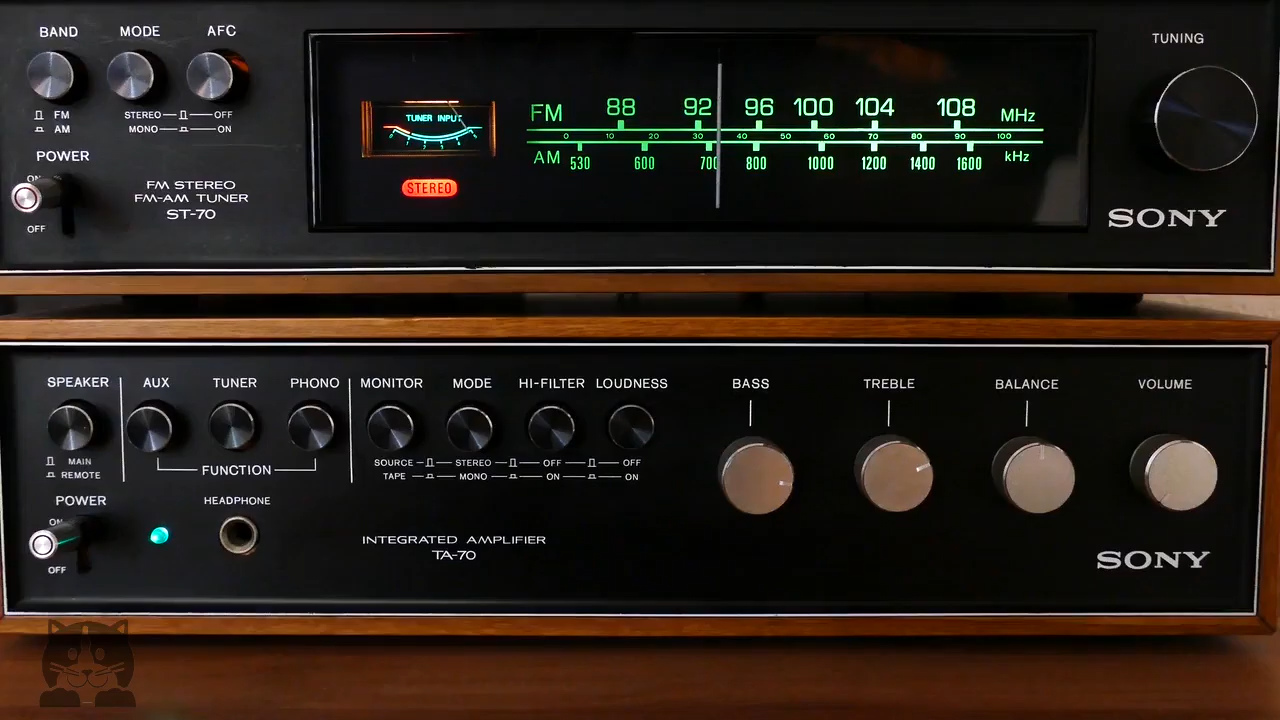 BAND MODE AFC
TUNING
FM 88 92 96 100 104 108 MHz
TUNER INPUT
FM STEREO OFF
AM MONO ON
0 10 20 30 40 50 60 70 80 90 100
AM 530 600 700 800 1000 1200 1400 1600 kHz
POWER
ON
OFF
STEREO
FM STEREO
FM-AM TUNER
ST-70
SONY
SPEAKER AUX TUNER PHONO MONITOR MODE HI-FILTER LOUDNESS BASS TREBLE BALANCE VOLUME
MAIN SOURCE STEREO OFF OFF
REMOTE TAPE MONO ON ON
FUNCTION
POWER HEADPHONE
ON
OFF
INTEGRATED AMPLIFIER
TA-70
SONY